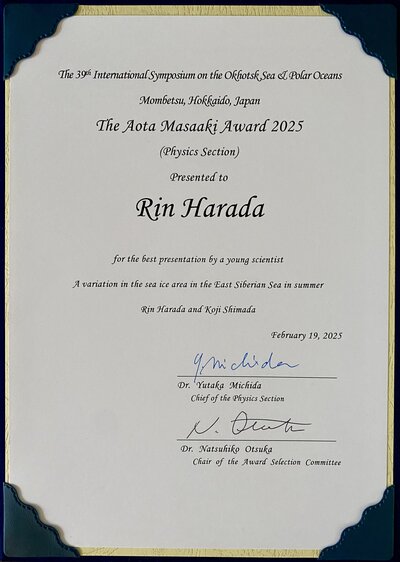 The 39th International Symposium on the Okhotsk Sea & Polar Oceans
Mombetsu, Hokkaido, Japan
The Aota Masaaki Award 2025
(Physics Section)
Presented to
Rin Harada
for the best presentation by a young scientist
A variation in the sea ice area in the East Siberian Sea in summer
Rin Harada and Koji Shimada
February 19, 2025
Y. Michida
Dr. Yutaka Michida
Chief of the Physics Section
N. Otsuka
Dr. Natsuhiko Otsuka
Chair of the Award Selection Committee